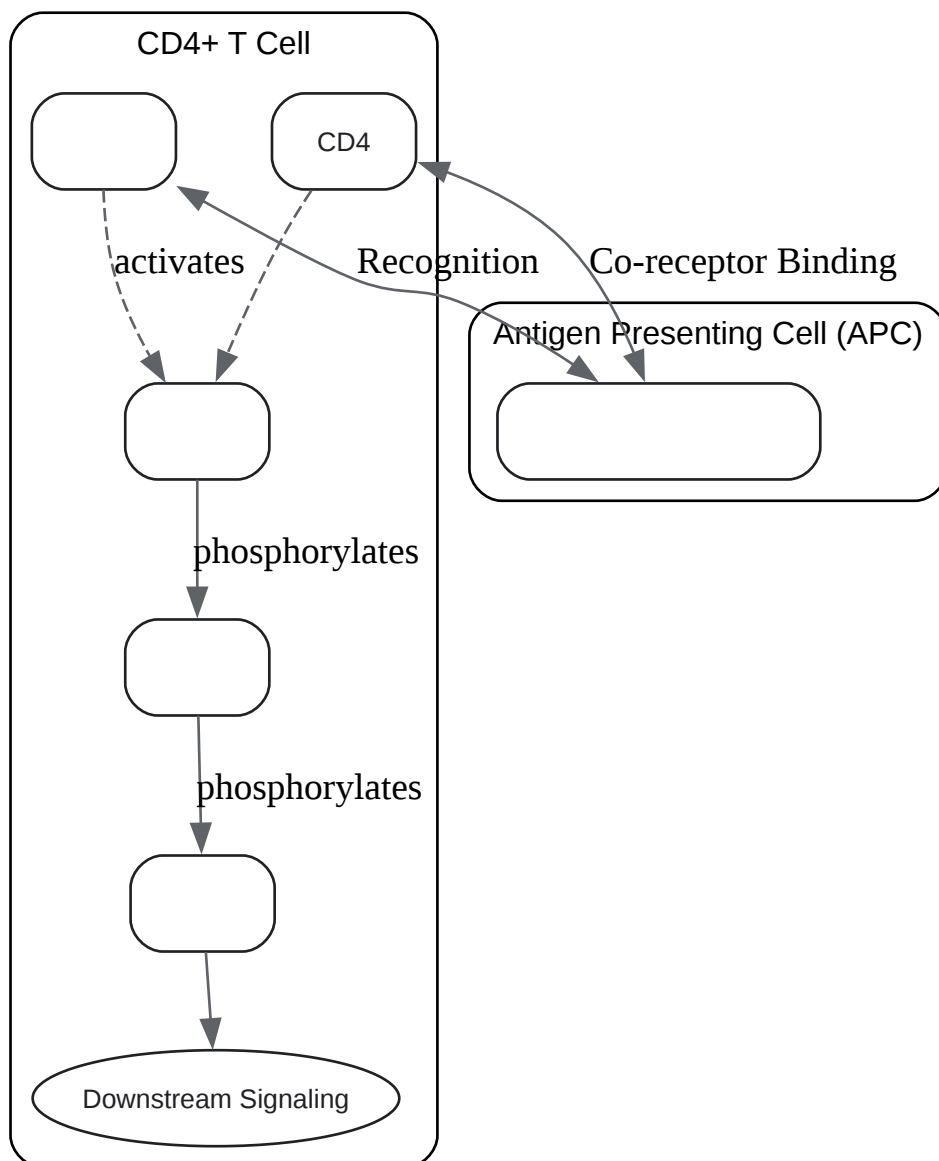 CD4+ T Cell
CD4
activates
Recognition
Co-receptor Binding
Antigen Presenting Cell (APC)
phosphorylates
phosphorylates
Downstream Signaling